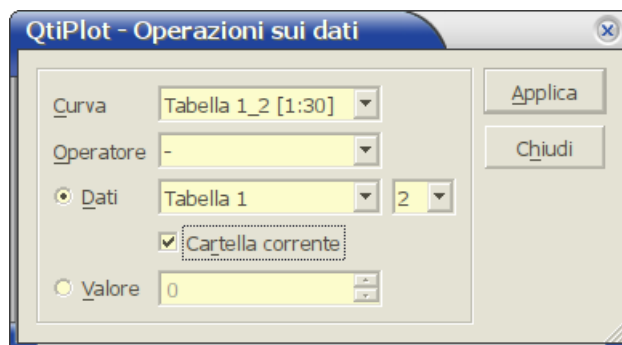 QtiPlot - Operazioni sui dati
Curva Tabella 1_2 [1:30] Applica
Operatore - Chiudi
Dati Tabella 1 2
Cartella corrente
Valore 0